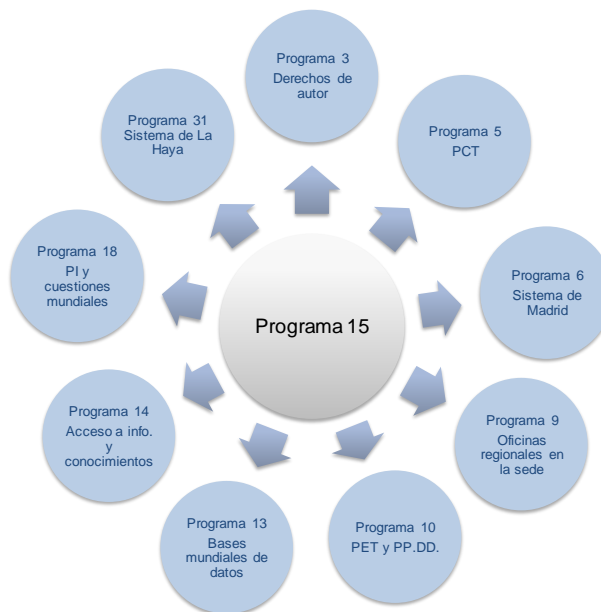 Programa 3
Derechos de
autor
Programa 5
PCT
Programa 6
Sistema de
Madrid
Programa 9
Oficinas
regionales en
la sede
Programa 10
PET y PP.DD.
Programa 13
Bases
mundiales de
datos
Programa 14
Acceso a info.
y
conocimientos
Programa 18
PI y
cuestiones
mundiales
Programa 31
Sistema de La
Haya
Programa 15